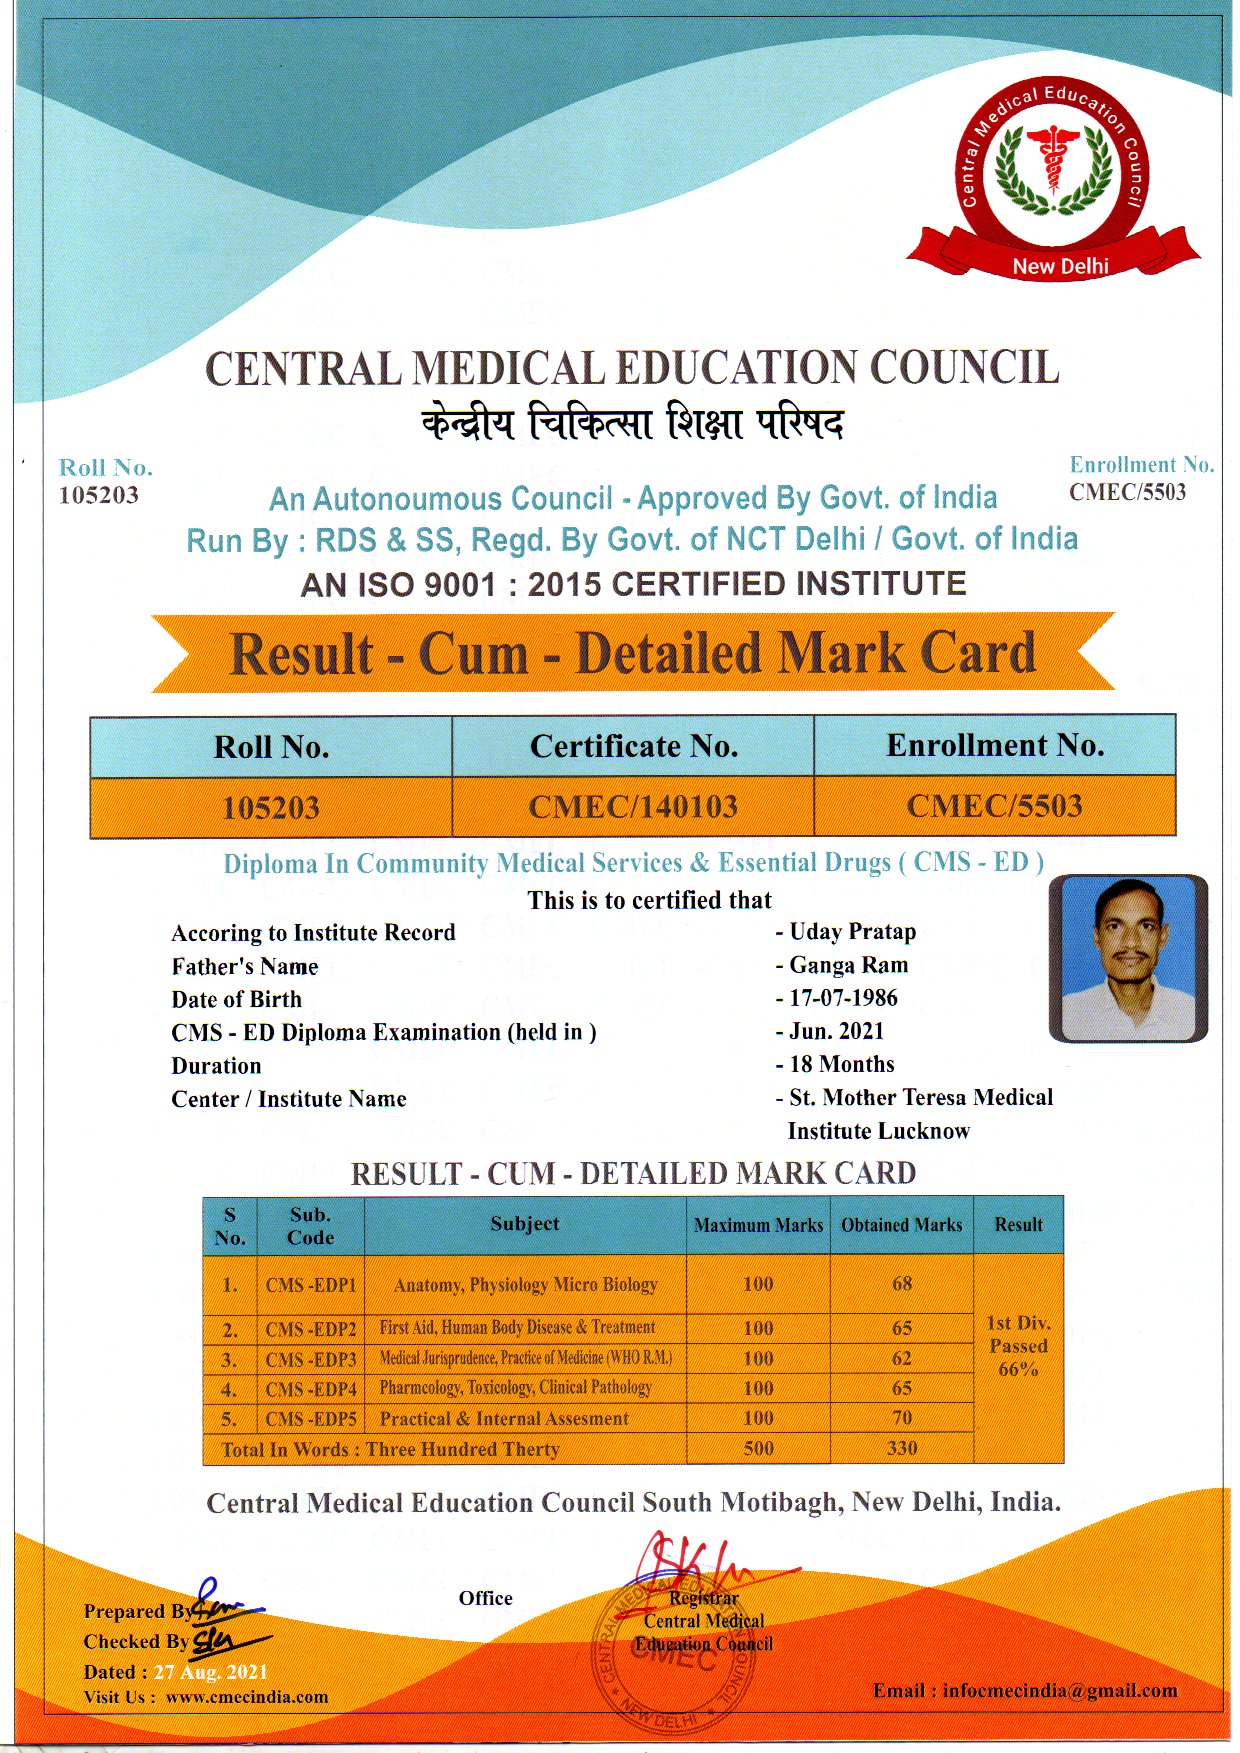 Central Medical Education Council
New Delhi
CENTRAL MEDICAL EDUCATION COUNCIL
केन्द्रीय चिकित्सा शिक्षा परिषद
Roll No.
105203
Enrollment No.
CMEC/5503
An Autonoumous Council - Approved By Govt. of India
Run By : RDS & SS, Regd. By Govt. of NCT Delhi / Govt. of India
AN ISO 9001 : 2015 CERTIFIED INSTITUTE
Result - Cum - Detailed Mark Card
Roll No. Certificate No. Enrollment No.
105203 CMEC/140103 CMEC/5503
Diploma In Community Medical Services & Essential Drugs ( CMS - ED )
This is to certified that
Accoring to Institute Record - Uday Pratap
Father's Name - Ganga Ram
Date of Birth - 17-07-1986
CMS - ED Diploma Examination (held in ) - Jun. 2021
Duration - 18 Months
Center / Institute Name - St. Mother Teresa Medical
Institute Lucknow
RESULT - CUM - DETAILED MARK CARD
S No. Sub. Code Subject Maximum Marks Obtained Marks Result
1. CMS -EDP1 Anatomy, Physiology Micro Biology 100 68
2. CMS -EDP2 First Aid, Human Body Disease & Treatment 100 65
3. CMS -EDP3 Medical Jurisprudence, Practice of Medicine (WHO R.M.) 100 62
4. CMS -EDP4 Pharmcology, Toxicology, Clinical Pathology 100 65
5. CMS -EDP5 Practical & Internal Assesment 100 70
1st Div.
Passed
66%
Total In Words : Three Hundred Therty 500 330
Central Medical Education Council South Motibagh, New Delhi, India.
Prepared By
Checked By
Dated : 27 Aug. 2021
Visit Us : www.cmecindia.com
Office
Registrar
Central Medical
Education Council
CENTRAL MEDICAL EDUCATION COUNCIL
CMEC
NEW DELHI
Email : infocmecindia@gmail.com